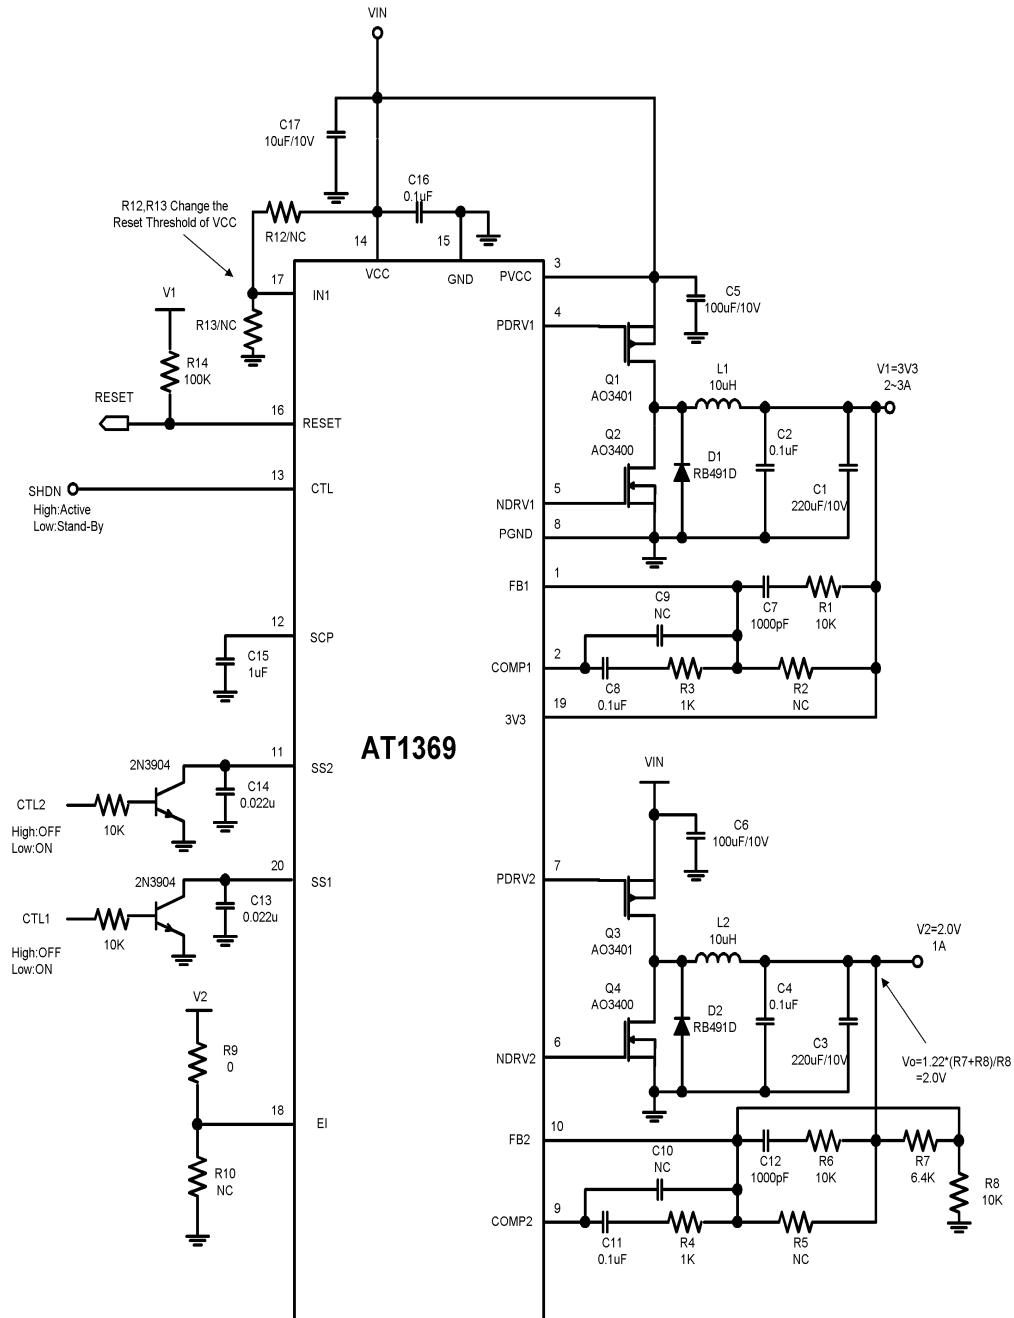 VIN
C17
10uF/10V
C16
0.1uF
R12,R13 Change the
Reset Threshold of VCC
R12/NC
14
15
VCC
GND
17
IN1
PVCC
3
C5
100uF/10V
V1
R13/NC
PDRV1
4
R14
100K
Q1
AO3401
L1
10uH
V1=3V3
2~3A
RESET
16
RESET
Q2
AO3400
D1
RB491D
C2
0.1uF
C1
220uF/10V
SHDN
High:Active
Low:Stand-By
13
CTL
NDRV1
5
PGND
8
FB1
1
C9
NC
C7
1000pF
R1
10K
12
SCP
C15
1uF
COMP1
2
C8
0.1uF
R3
1K
R2
NC
3V3
19
AT1369
2N3904
11
SS2
C14
0.022u
CTL2
10K
High:OFF
Low:ON
VIN
C6
100uF/10V
2N3904
20
SS1
C13
0.022u
CTL1
10K
High:OFF
Low:ON
PDRV2
7
Q3
AO3401
L2
10uH
V2=2.0V
1A
Q4
AO3400
D2
RB491D
C4
0.1uF
C3
220uF/10V
Vo=1.22*(R7+R8)/R8
=2.0V
V2
R9
0
NDRV2
6
18
EI
R10
NC
FB2
10
C10
NC
C12
1000pF
R6
10K
R7
6.4K
R8
10K
COMP2
9
C11
0.1uF
R4
1K
R5
NC